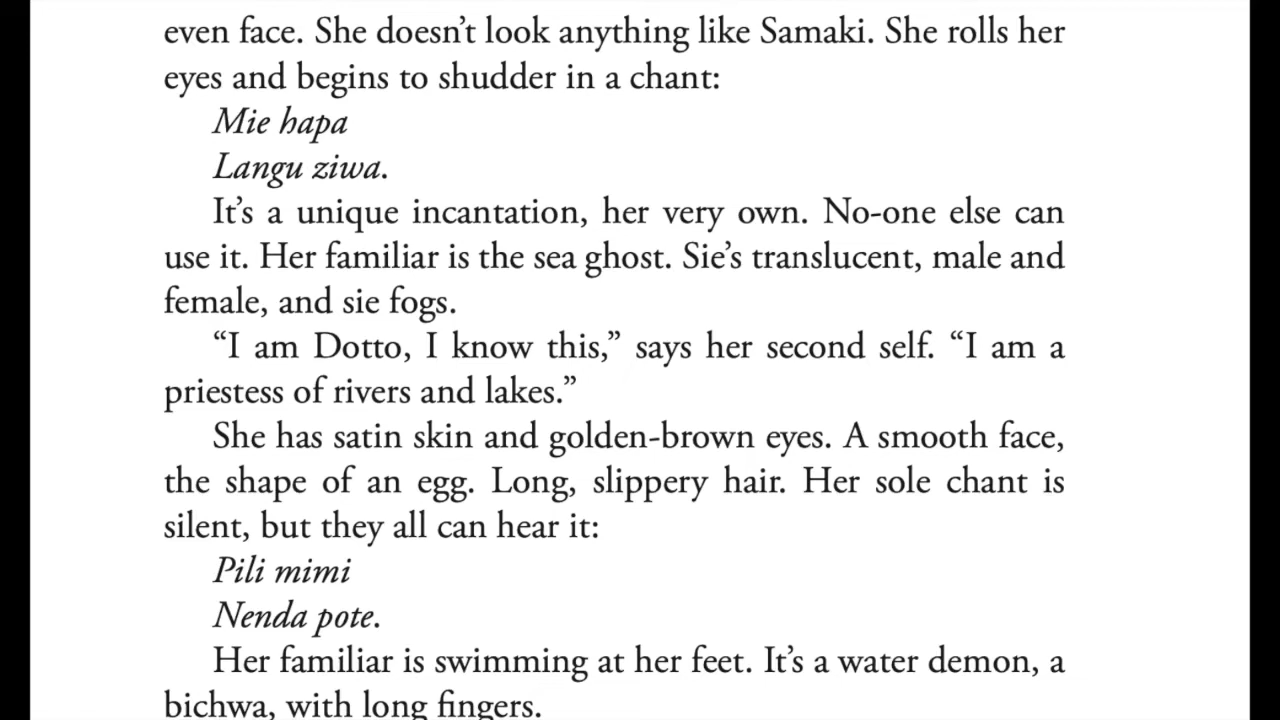 even face. She doesn’t look anything like Samaki. She rolls her
eyes and begins to shudder in a chant:
Mie hapa
Langu ziwa.
It’s a unique incantation, her very own. No-one else can
use it. Her familiar is the sea ghost. Sie’s translucent, male and
female, and sie fogs.
“I am Dotto, I know this,” says her second self. “I am a
priestess of rivers and lakes.”
She has satin skin and golden-brown eyes. A smooth face,
the shape of an egg. Long, slippery hair. Her sole chant is
silent, but they all can hear it:
Pili mimi
Nenda pote.
Her familiar is swimming at her feet. It’s a water demon, a
bichwa, with long fingers.